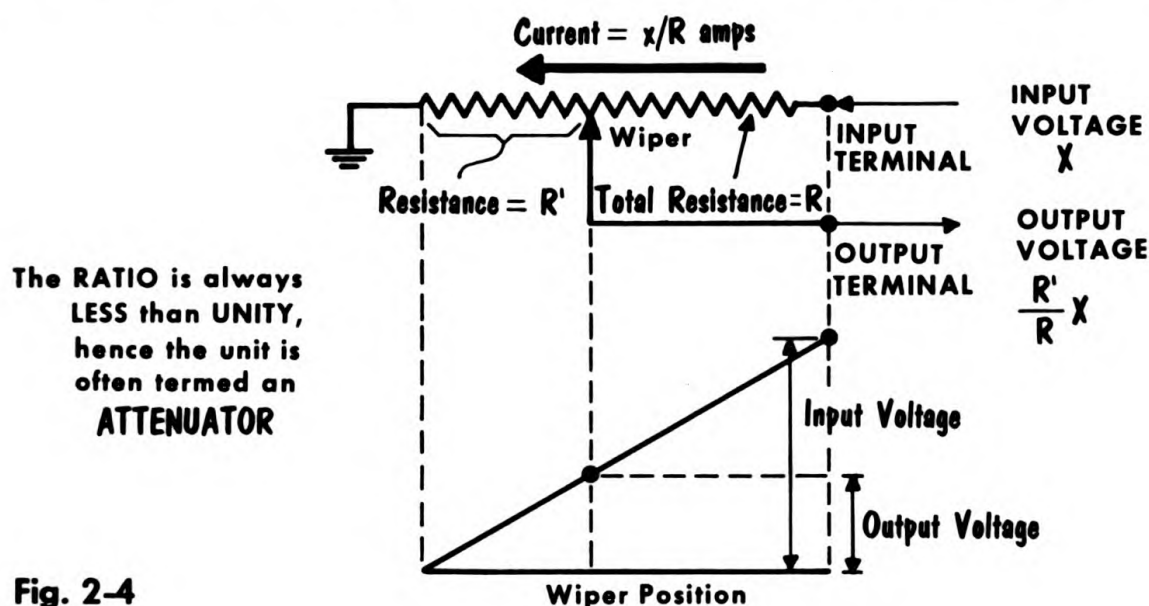 Current = x/R amps
Wiper
INPUT
TERMINAL
INPUT
VOLTAGE
X
Resistance = R'
Total Resistance=R
OUTPUT
TERMINAL
OUTPUT
VOLTAGE
R'
R X
The RATIO is always
LESS than UNITY,
hence the unit is
often termed an
ATTENUATOR
Input Voltage
Output Voltage
Wiper Position
Fig. 2-4